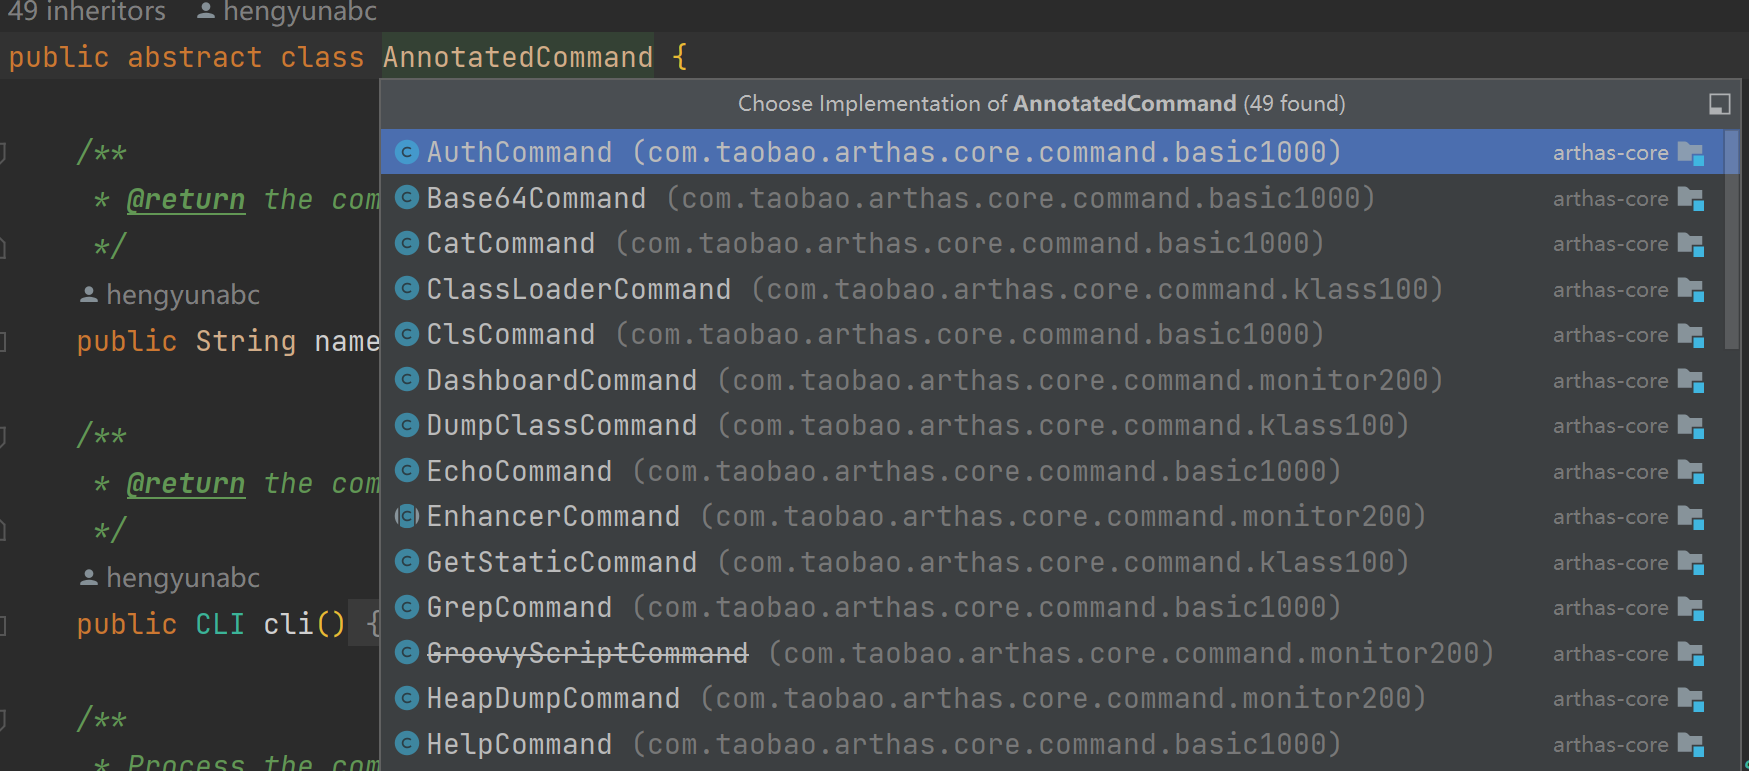 49 inheritors hengyunabc
public abstract class AnnotatedCommand {
Choose Implementation of AnnotatedCommand (49 found)
AuthCommand (com.taobao.arthas.core.command.basic1000) arthas-core
/**
Base64Command (com.taobao.arthas.core.command.basic1000) arthas-core
* @return the com
CatCommand (com.taobao.arthas.core.command.basic1000) arthas-core
*/
ClassLoaderCommand (com.taobao.arthas.core.command.klass100) arthas-core
hengyunabc
ClsCommand (com.taobao.arthas.core.command.basic1000) arthas-core
public String name
DashboardCommand (com.taobao.arthas.core.command.monitor200) arthas-core
DumpClassCommand (com.taobao.arthas.core.command.klass100) arthas-core
/**
EchoCommand (com.taobao.arthas.core.command.basic1000) arthas-core
* @return the com
EnhancerCommand (com.taobao.arthas.core.command.monitor200) arthas-core
*/
GetStaticCommand (com.taobao.arthas.core.command.klass100) arthas-core
hengyunabc
GrepCommand (com.taobao.arthas.core.command.basic1000) arthas-core
public CLI cli() {
GroovyScriptCommand (com.taobao.arthas.core.command.monitor200) arthas-core
HeapDumpCommand (com.taobao.arthas.core.command.monitor200) arthas-core
/**
HelpCommand (com.taobao.arthas.core.command.basic1000) arthas-core
* Process the com